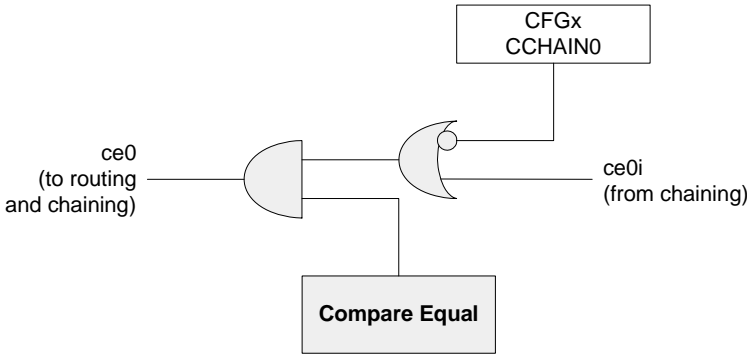 CFGx
CCHAIN0
ce0
(to routing
and chaining)
ce0i
(from chaining)
Compare Equal